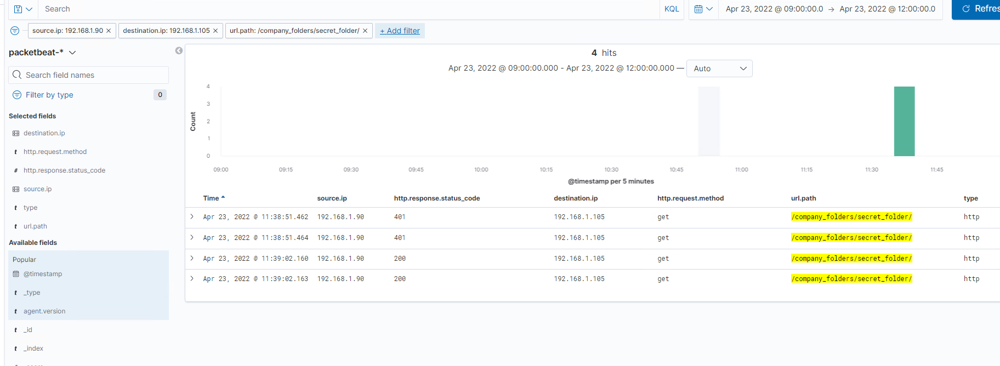 Search KQL Apr 23, 2022 @ 09:00:00.0 → Apr 23, 2022 @ 12:00:00.0 Refres
source.ip: 192.168.1.90 × destination.ip: 192.168.1.105 × url.path: /company_folders/secret_folder/ × + Add filter
packetbeat-*
Search field names
Filter by type 0
Selected fields
destination.ip
t http.request.method
# http.response.status_code
source.ip
t type
t url.path
Available fields
Popular
@timestamp
t _type
t agent.version
t _id
t _index
4 hits
Apr 23, 2022 @ 09:00:00.000 - Apr 23, 2022 @ 12:00:00.000 — Auto
Count
4
3
2
1
0
09:00 09:15 09:30 09:45 10:00 10:15 10:30 10:45 11:00 11:15 11:30 11:45
@timestamp per 5 minutes
Time source.ip http.response.status_code destination.ip http.request.method url.path type
Apr 23, 2022 @ 11:38:51.462 192.168.1.90 401 192.168.1.105 get /company_folders/secret_folder/ http
Apr 23, 2022 @ 11:38:51.464 192.168.1.90 401 192.168.1.105 get /company_folders/secret_folder/ http
Apr 23, 2022 @ 11:39:02.160 192.168.1.90 200 192.168.1.105 get /company_folders/secret_folder/ http
Apr 23, 2022 @ 11:39:02.163 192.168.1.90 200 192.168.1.105 get /company_folders/secret_folder/ http